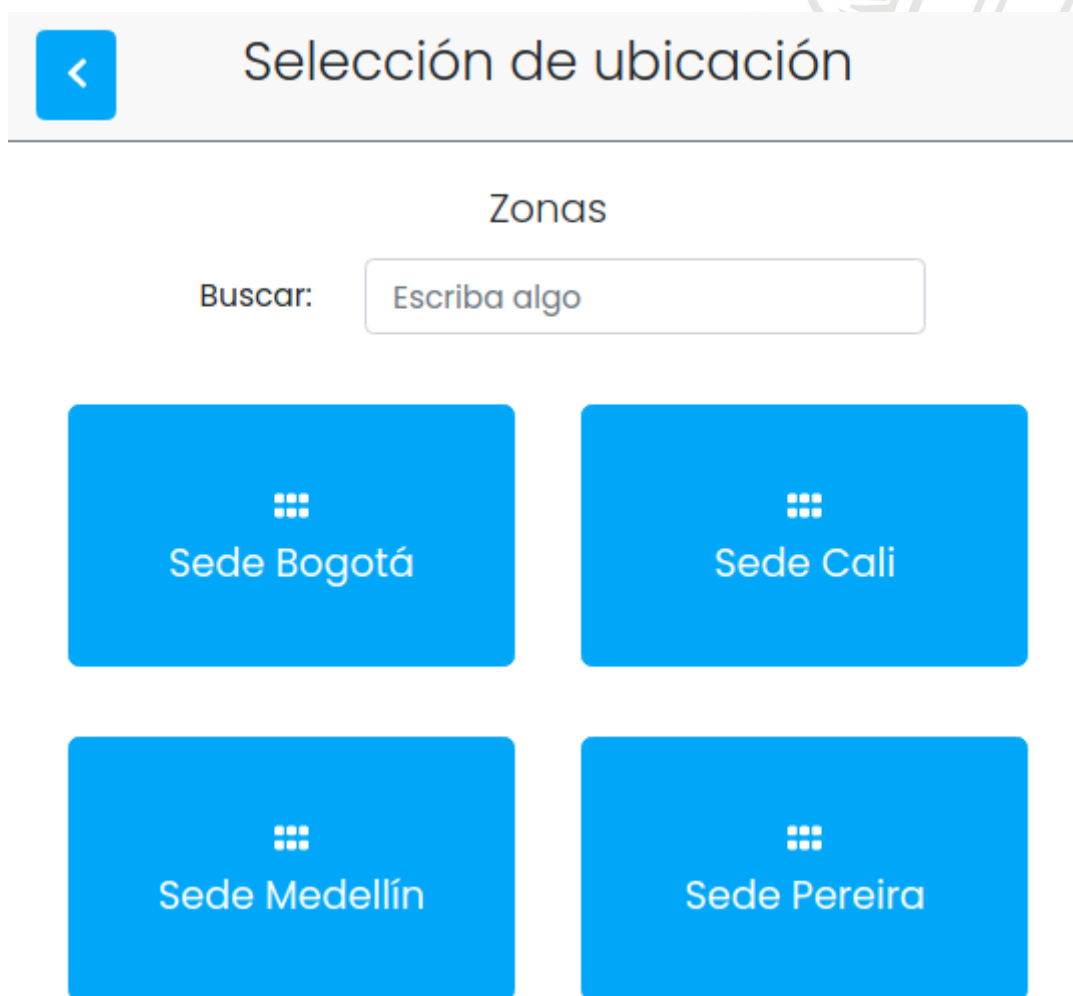 Selección de ubicación
Zonas
Buscar: Escriba algo
Sede Bogotá
Sede Cali
Sede Medellín
Sede Pereira